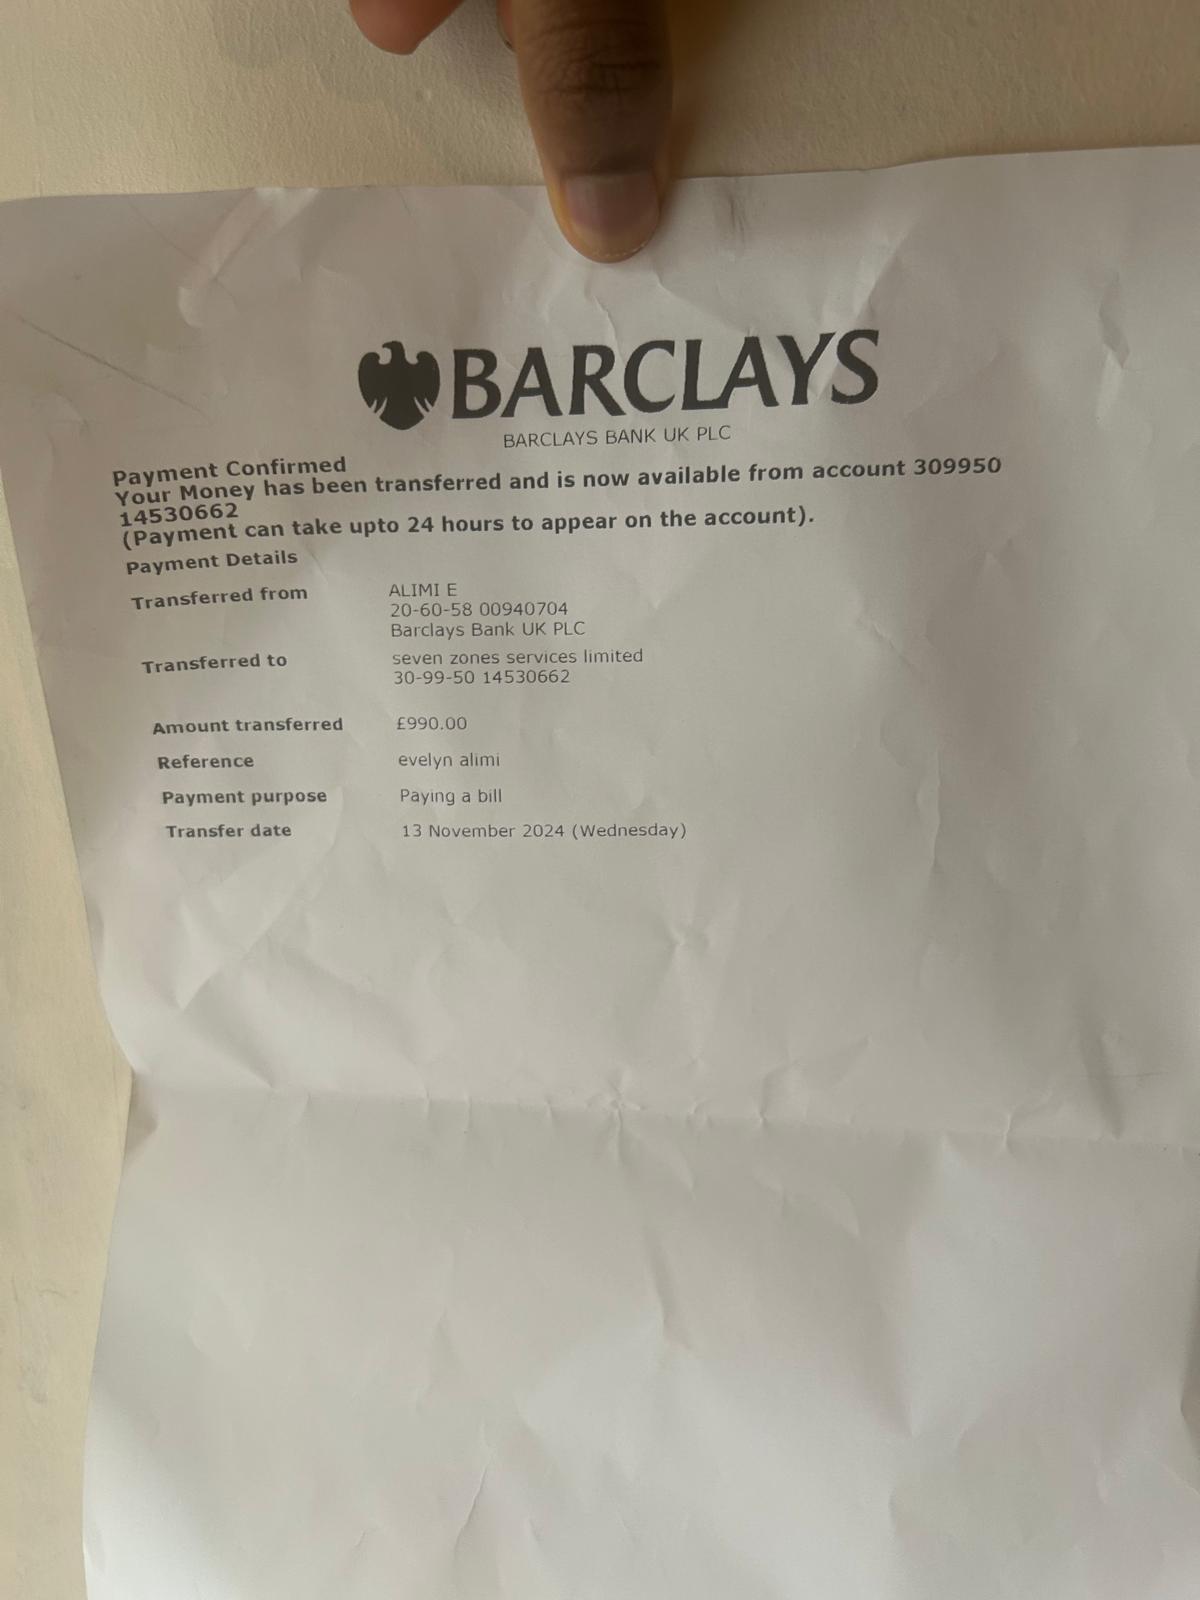 BARCLAYS
BARCLAYS BANK UK PLC
Payment Confirmed
Your Money has been transferred and is now available from account 309950
14530662
(Payment can take upto 24 hours to appear on the account).
Payment Details
Transferred from ALIMI E
20-60-58 00940704
Barclays Bank UK PLC
Transferred to seven zones services limited
30-99-50 14530662
Amount transferred £990.00
Reference evelyn alimi
Payment purpose Paying a bill
Transfer date 13 November 2024 (Wednesday)